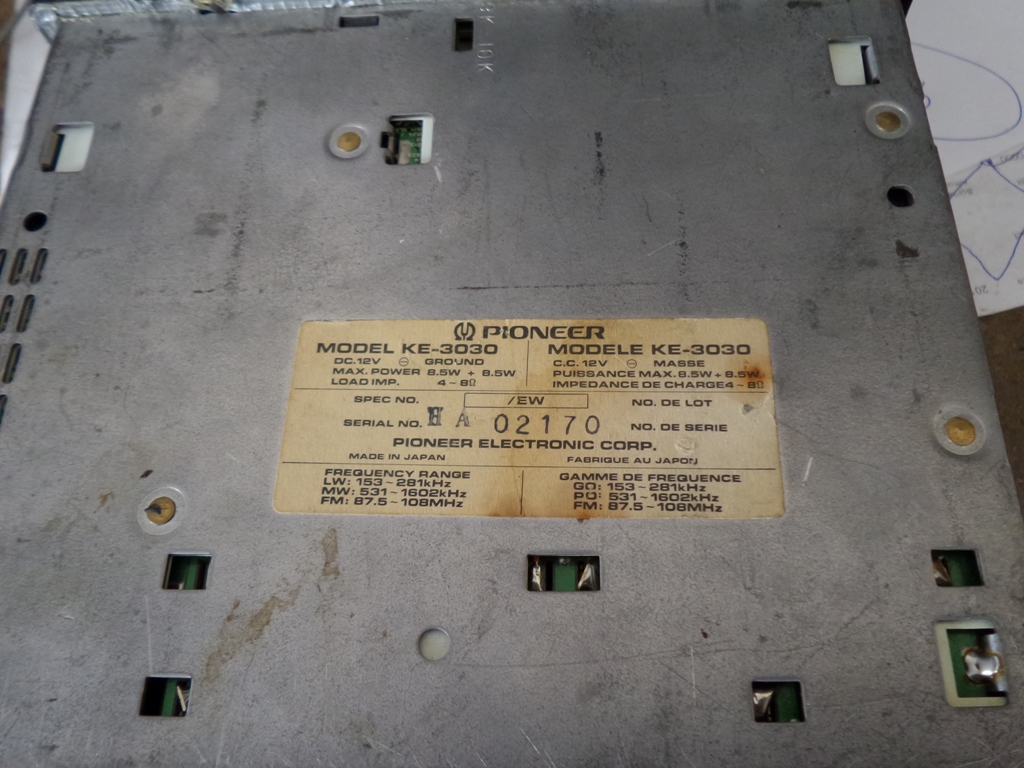 PIONEER
MODEL KE-3030
DC.12V ⊖ GROUND
MAX. POWER 8.5W + 8.5W
LOAD IMP. 4~8Ω
MODELE KE-3030
C.C. 12V ⊖ MASSE
PUISSANCE MAX. 8.5W + 8.5W
IMPEDANCE DE CHARGE 4~8Ω
SPEC NO. /EW NO. DE LOT
SERIAL NO. HA 02170 NO. DE SERIE
PIONEER ELECTRONIC CORP.
MADE IN JAPAN FABRIQUE AU JAPON
FREQUENCY RANGE
LW: 153~281kHz
MW: 531~1602kHz
FM: 87.5~108MHz
GAMME DE FREQUENCE
GO: 153~281kHz
PO: 531~1602kHz
FM: 87.5~108MHz